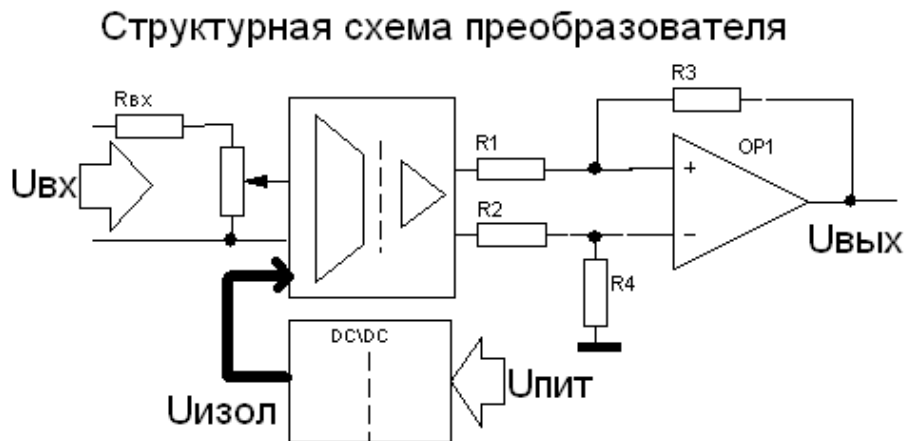 Структурная схема преобразователя
Rвх
R3
R1
OP1
+
Uвх
R2
−
Uвых
R4
DC\DC
Uпит
Uизол